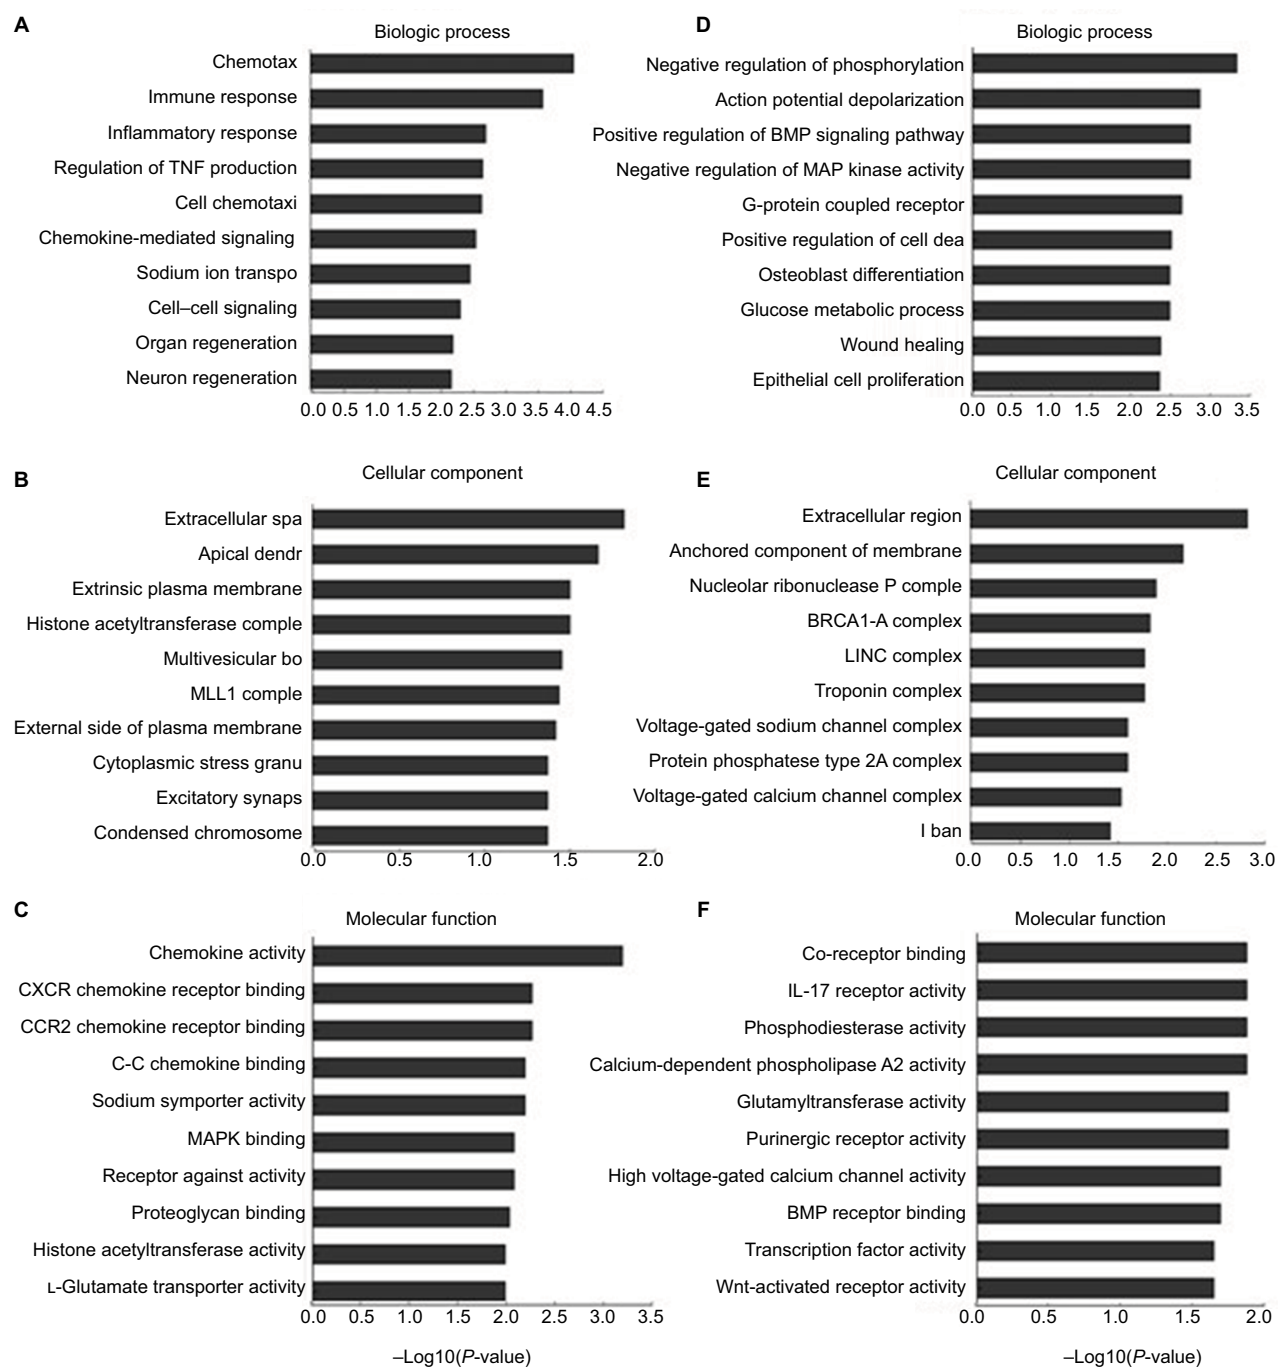 A
Biologic process
Chemotax
Immune response
Inflammatory response
Regulation of TNF production
Cell chemotaxi
Chemokine-mediated signaling
Sodium ion transpo
Cell–cell signaling
Organ regeneration
Neuron regeneration
0.0 0.5 1.0 1.5 2.0 2.5 3.0 3.5 4.0 4.5
B
Cellular component
Extracellular spa
Apical dendr
Extrinsic plasma membrane
Histone acetyltransferase comple
Multivesicular bo
MLL1 comple
External side of plasma membrane
Cytoplasmic stress granu
Excitatory synaps
Condensed chromosome
0.0 0.5 1.0 1.5 2.0
C
Molecular function
Chemokine activity
CXCR chemokine receptor binding
CCR2 chemokine receptor binding
C-C chemokine binding
Sodium symporter activity
MAPK binding
Receptor against activity
Proteoglycan binding
Histone acetyltransferase activity
ʟ-Glutamate transporter activity
0.0 0.5 1.0 1.5 2.0 2.5 3.0 3.5
–Log10(P-value)
D
Biologic process
Negative regulation of phosphorylation
Action potential depolarization
Positive regulation of BMP signaling pathway
Negative regulation of MAP kinase activity
G-protein coupled receptor
Positive regulation of cell dea
Osteoblast differentiation
Glucose metabolic process
Wound healing
Epithelial cell proliferation
0.0 0.5 1.0 1.5 2.0 2.5 3.0 3.5
E
Cellular component
Extracellular region
Anchored component of membrane
Nucleolar ribonuclease P comple
BRCA1-A complex
LINC complex
Troponin complex
Voltage-gated sodium channel complex
Protein phosphatese type 2A complex
Voltage-gated calcium channel complex
I ban
0.0 0.5 1.0 1.5 2.0 2.5 3.0
F
Molecular function
Co-receptor binding
IL-17 receptor activity
Phosphodiesterase activity
Calcium-dependent phospholipase A2 activity
Glutamyltransferase activity
Purinergic receptor activity
High voltage-gated calcium channel activity
BMP receptor binding
Transcription factor activity
Wnt-activated receptor activity
0.0 0.5 1.0 1.5 2.0
–Log10(P-value)